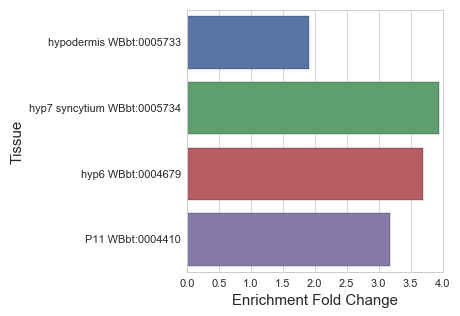 hypodermis WBbt:0005733
hyp7 syncytium WBbt:0005734
hyp6 WBbt:0004679
P11 WBbt:0004410
Tissue
0.0 0.5 1.0 1.5 2.0 2.5 3.0 3.5 4.0
Enrichment Fold Change